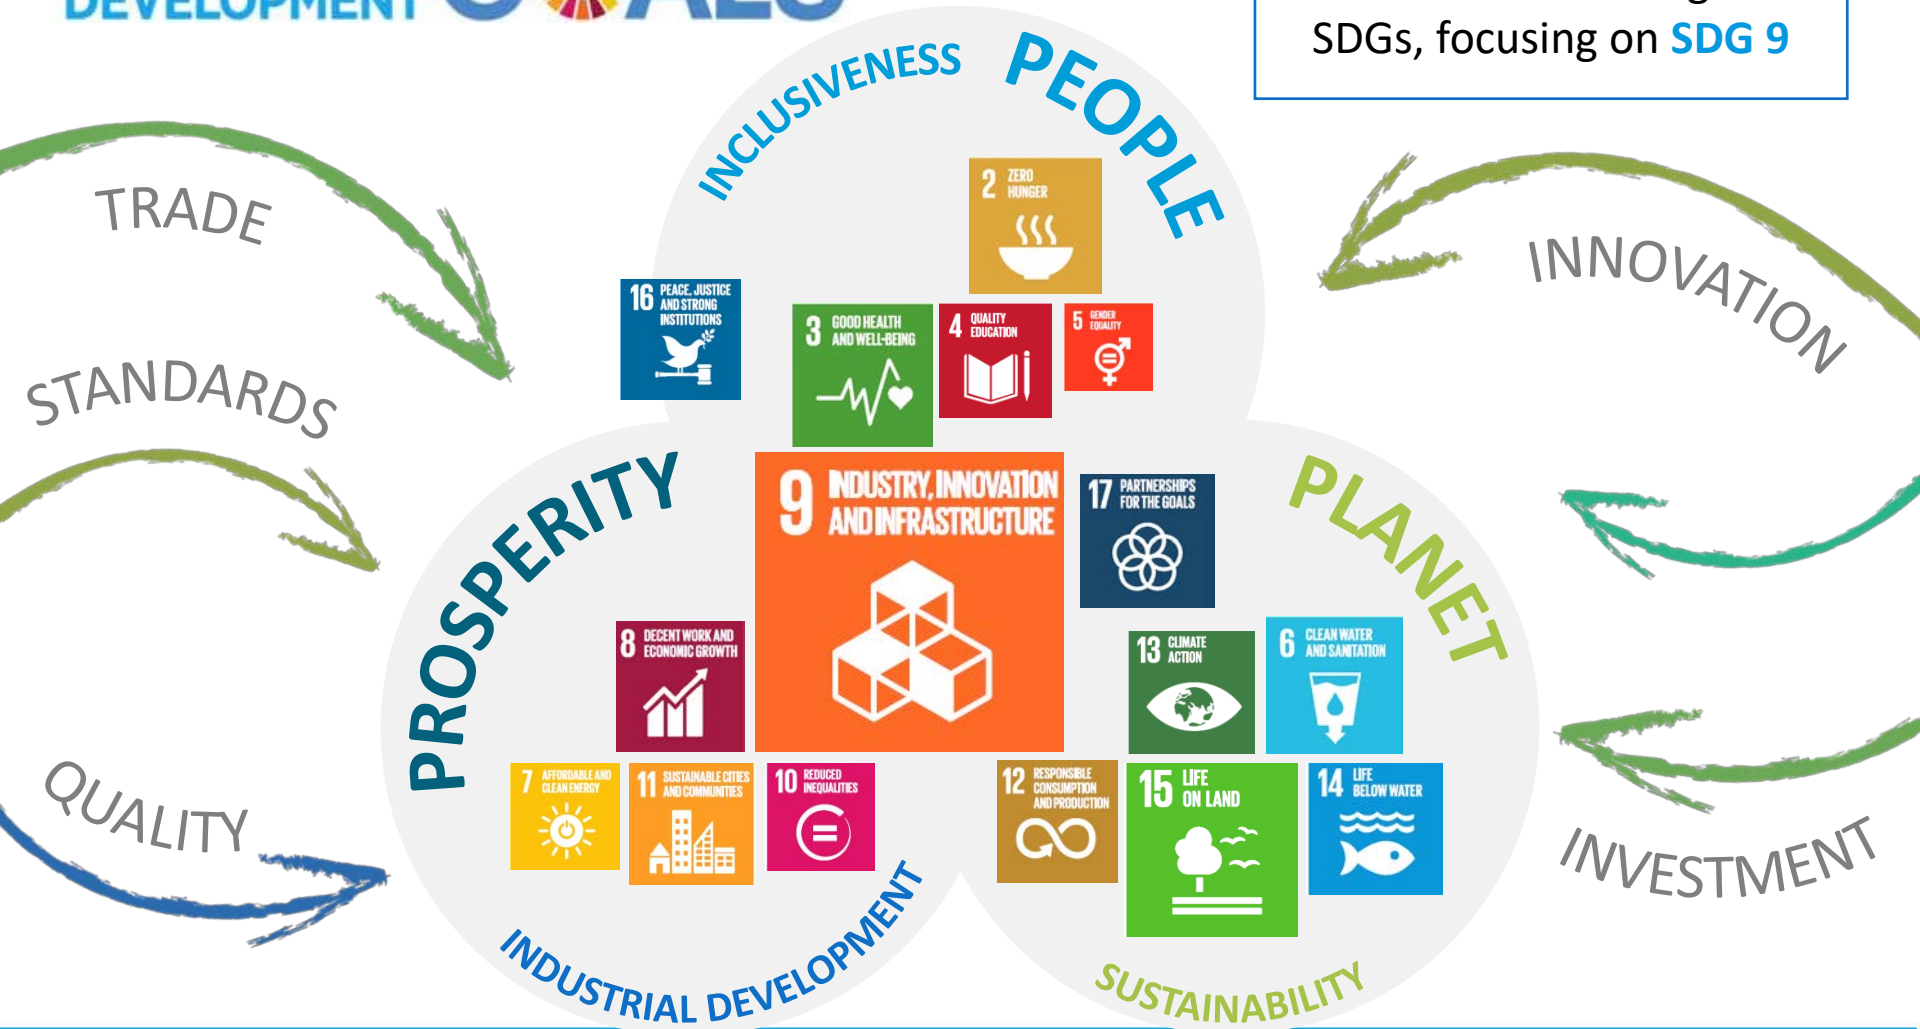 DEVELOPMENT GOALS
SDGs, focusing on SDG 9
INCLUSIVENESS
PEOPLE
TRADE
INNOVATION
2 ZERO
HUNGER
16 PEACE, JUSTICE
AND STRONG
INSTITUTIONS
3 GOOD HEALTH
AND WELL-BEING
4 QUALITY
EDUCATION
5 GENDER
EQUALITY
STANDARDS
PROSPERITY
9 INDUSTRY, INNOVATION
AND INFRASTRUCTURE
17 PARTNERSHIPS
FOR THE GOALS
PLANET
8 DECENT WORK AND
ECONOMIC GROWTH
13 CLIMATE
ACTION
6 CLEAN WATER
AND SANITATION
QUALITY
7 AFFORDABLE AND
CLEAN ENERGY
11 SUSTAINABLE CITIES
AND COMMUNITIES
10 REDUCED
INEQUALITIES
12 RESPONSIBLE
CONSUMPTION
AND PRODUCTION
15 LIFE
ON LAND
14 LIFE
BELOW WATER
INVESTMENT
INDUSTRIAL DEVELOPMENT
SUSTAINABILITY